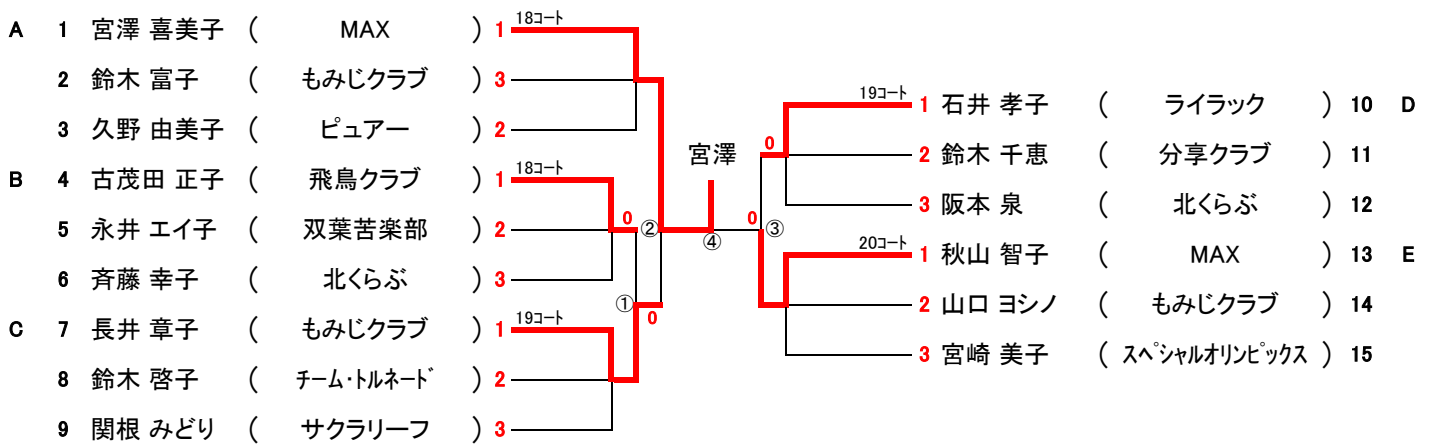 A 1 宮澤 喜美子 ( MAX ) 1 18コート
2 鈴木 富子 ( もみじクラブ ) 3
3 久野 由美子 ( ピュアー ) 2
B 4 古茂田 正子 ( 飛鳥クラブ ) 1 18コート
5 永井 エイ子 ( 双葉苦楽部 ) 2 0 ②
6 斉藤 幸子 ( 北くらぶ ) 3
①
0
C 7 長井 章子 ( もみじクラブ ) 1 19コート
8 鈴木 啓子 ( チーム・トルネード ) 2
9 関根 みどり ( サクラリーフ ) 3
宮澤
④
19コート 1 石井 孝子 ( ライラック ) 10 D
0
2 鈴木 千恵 ( 分享クラブ ) 11
3 阪本 泉 ( 北くらぶ ) 12
0 ③
20コート 1 秋山 智子 ( MAX ) 13 E
2 山口 ヨシノ ( もみじクラブ ) 14
3 宮崎 美子 ( スペシャルオリンピックス ) 15